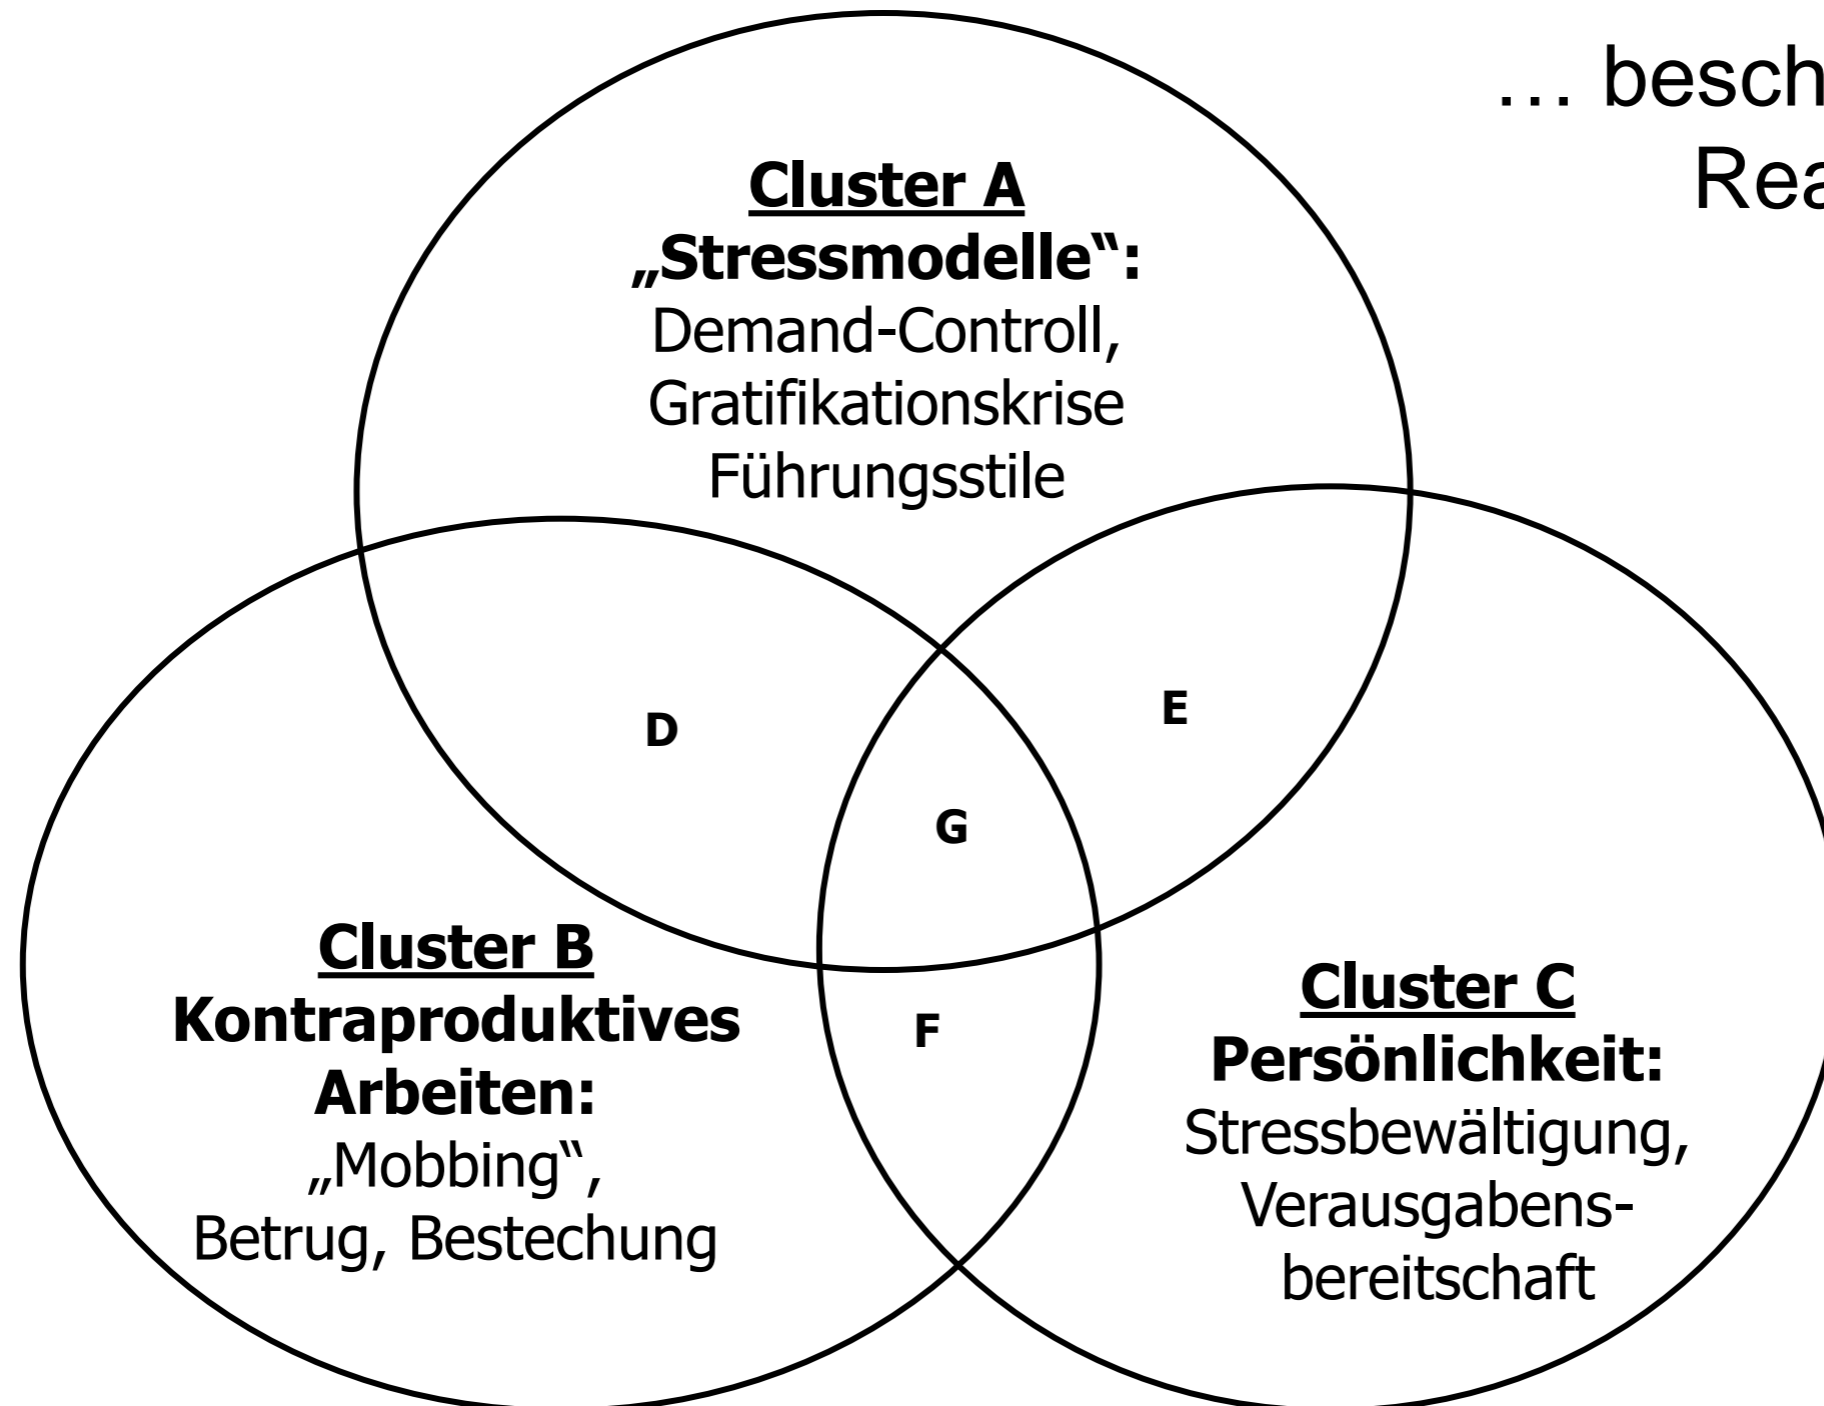 … besch
Rea
Cluster A
„Stressmodelle“:
Demand-Controll,
Gratifikationskrise
Führungsstile
D
E
G
F
Cluster B
Kontraproduktives
Arbeiten:
„Mobbing“,
Betrug, Bestechung
Cluster C
Persönlichkeit:
Stressbewältigung,
Verausgabens-
bereitschaft